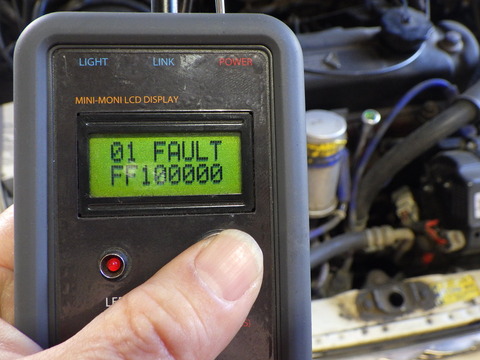 LIGHT LINK POWER
MINI-MONI LCD DISPLAY
01 FAULT
FF100000